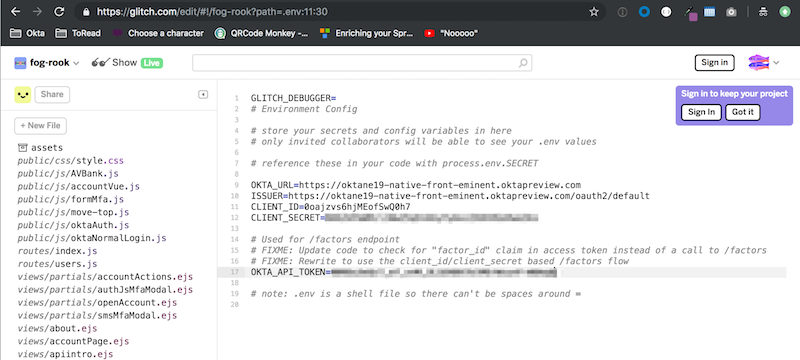 https://glitch.com/edit/#!/fog-rook?path=.env:11:30
Okta ToRead Choose a character QRCode Monkey -... Enriching your Spr... "Nooooo"
fog-rook Show Live Sign in
Share
+ New File
assets
public/css/style.css
public/js/AVBank.js
public/js/accountVue.js
public/js/formMfa.js
public/js/move-top.js
public/js/oktaAuth.js
public/js/oktaNormalLogin.js
routes/index.js
routes/users.js
views/partials/accountActions.ejs
views/partials/authJsMfaModal.ejs
views/partials/openAccount.ejs
views/partials/smsMfaModal.ejs
views/about.ejs
views/accountPage.ejs
views/apiintro.ejs
1 GLITCH_DEBUGGER=
2 # Environment Config
3
4 # store your secrets and config variables in here
5 # only invited collaborators will be able to see your .env values
6
7 # reference these in your code with process.env.SECRET
8
9 OKTA_URL=https://oktane19-native-front-eminent.oktapreview.com
10 ISSUER=https://oktane19-native-front-eminent.oktapreview.com/oauth2/default
11 CLIENT_ID=0oajzvs6hjMEofSwQ0h7
12 CLIENT_SECRET=
13
14 # Used for /factors endpoint
15 # FIXME: Update code to check for "factor_id" claim in access token instead of a call to /factors
16 # FIXME: Rewrite to use the client_id/client_secret based /factors flow
17 OKTA_API_TOKEN=
18
19 # note: .env is a shell file so there can't be spaces around =
20
Sign in to keep your project
Sign In Got it